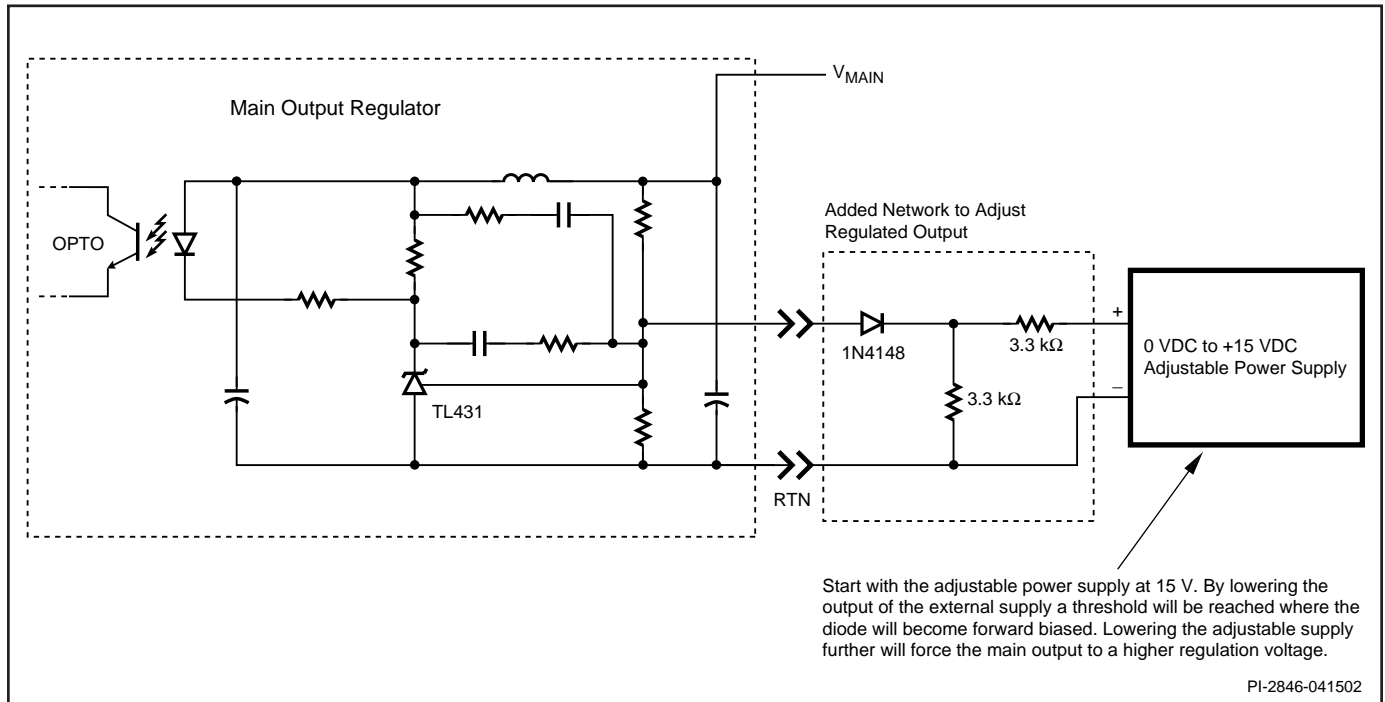 Main Output Regulator
V_MAIN
OPTO
TL431
RTN
Added Network to Adjust
Regulated Output
1N4148
3.3 kΩ
3.3 kΩ
+
–
0 VDC to +15 VDC
Adjustable Power Supply
Start with the adjustable power supply at 15 V. By lowering the
output of the external supply a threshold will be reached where the
diode will become forward biased. Lowering the adjustable supply
further will force the main output to a higher regulation voltage.
PI-2846-041502